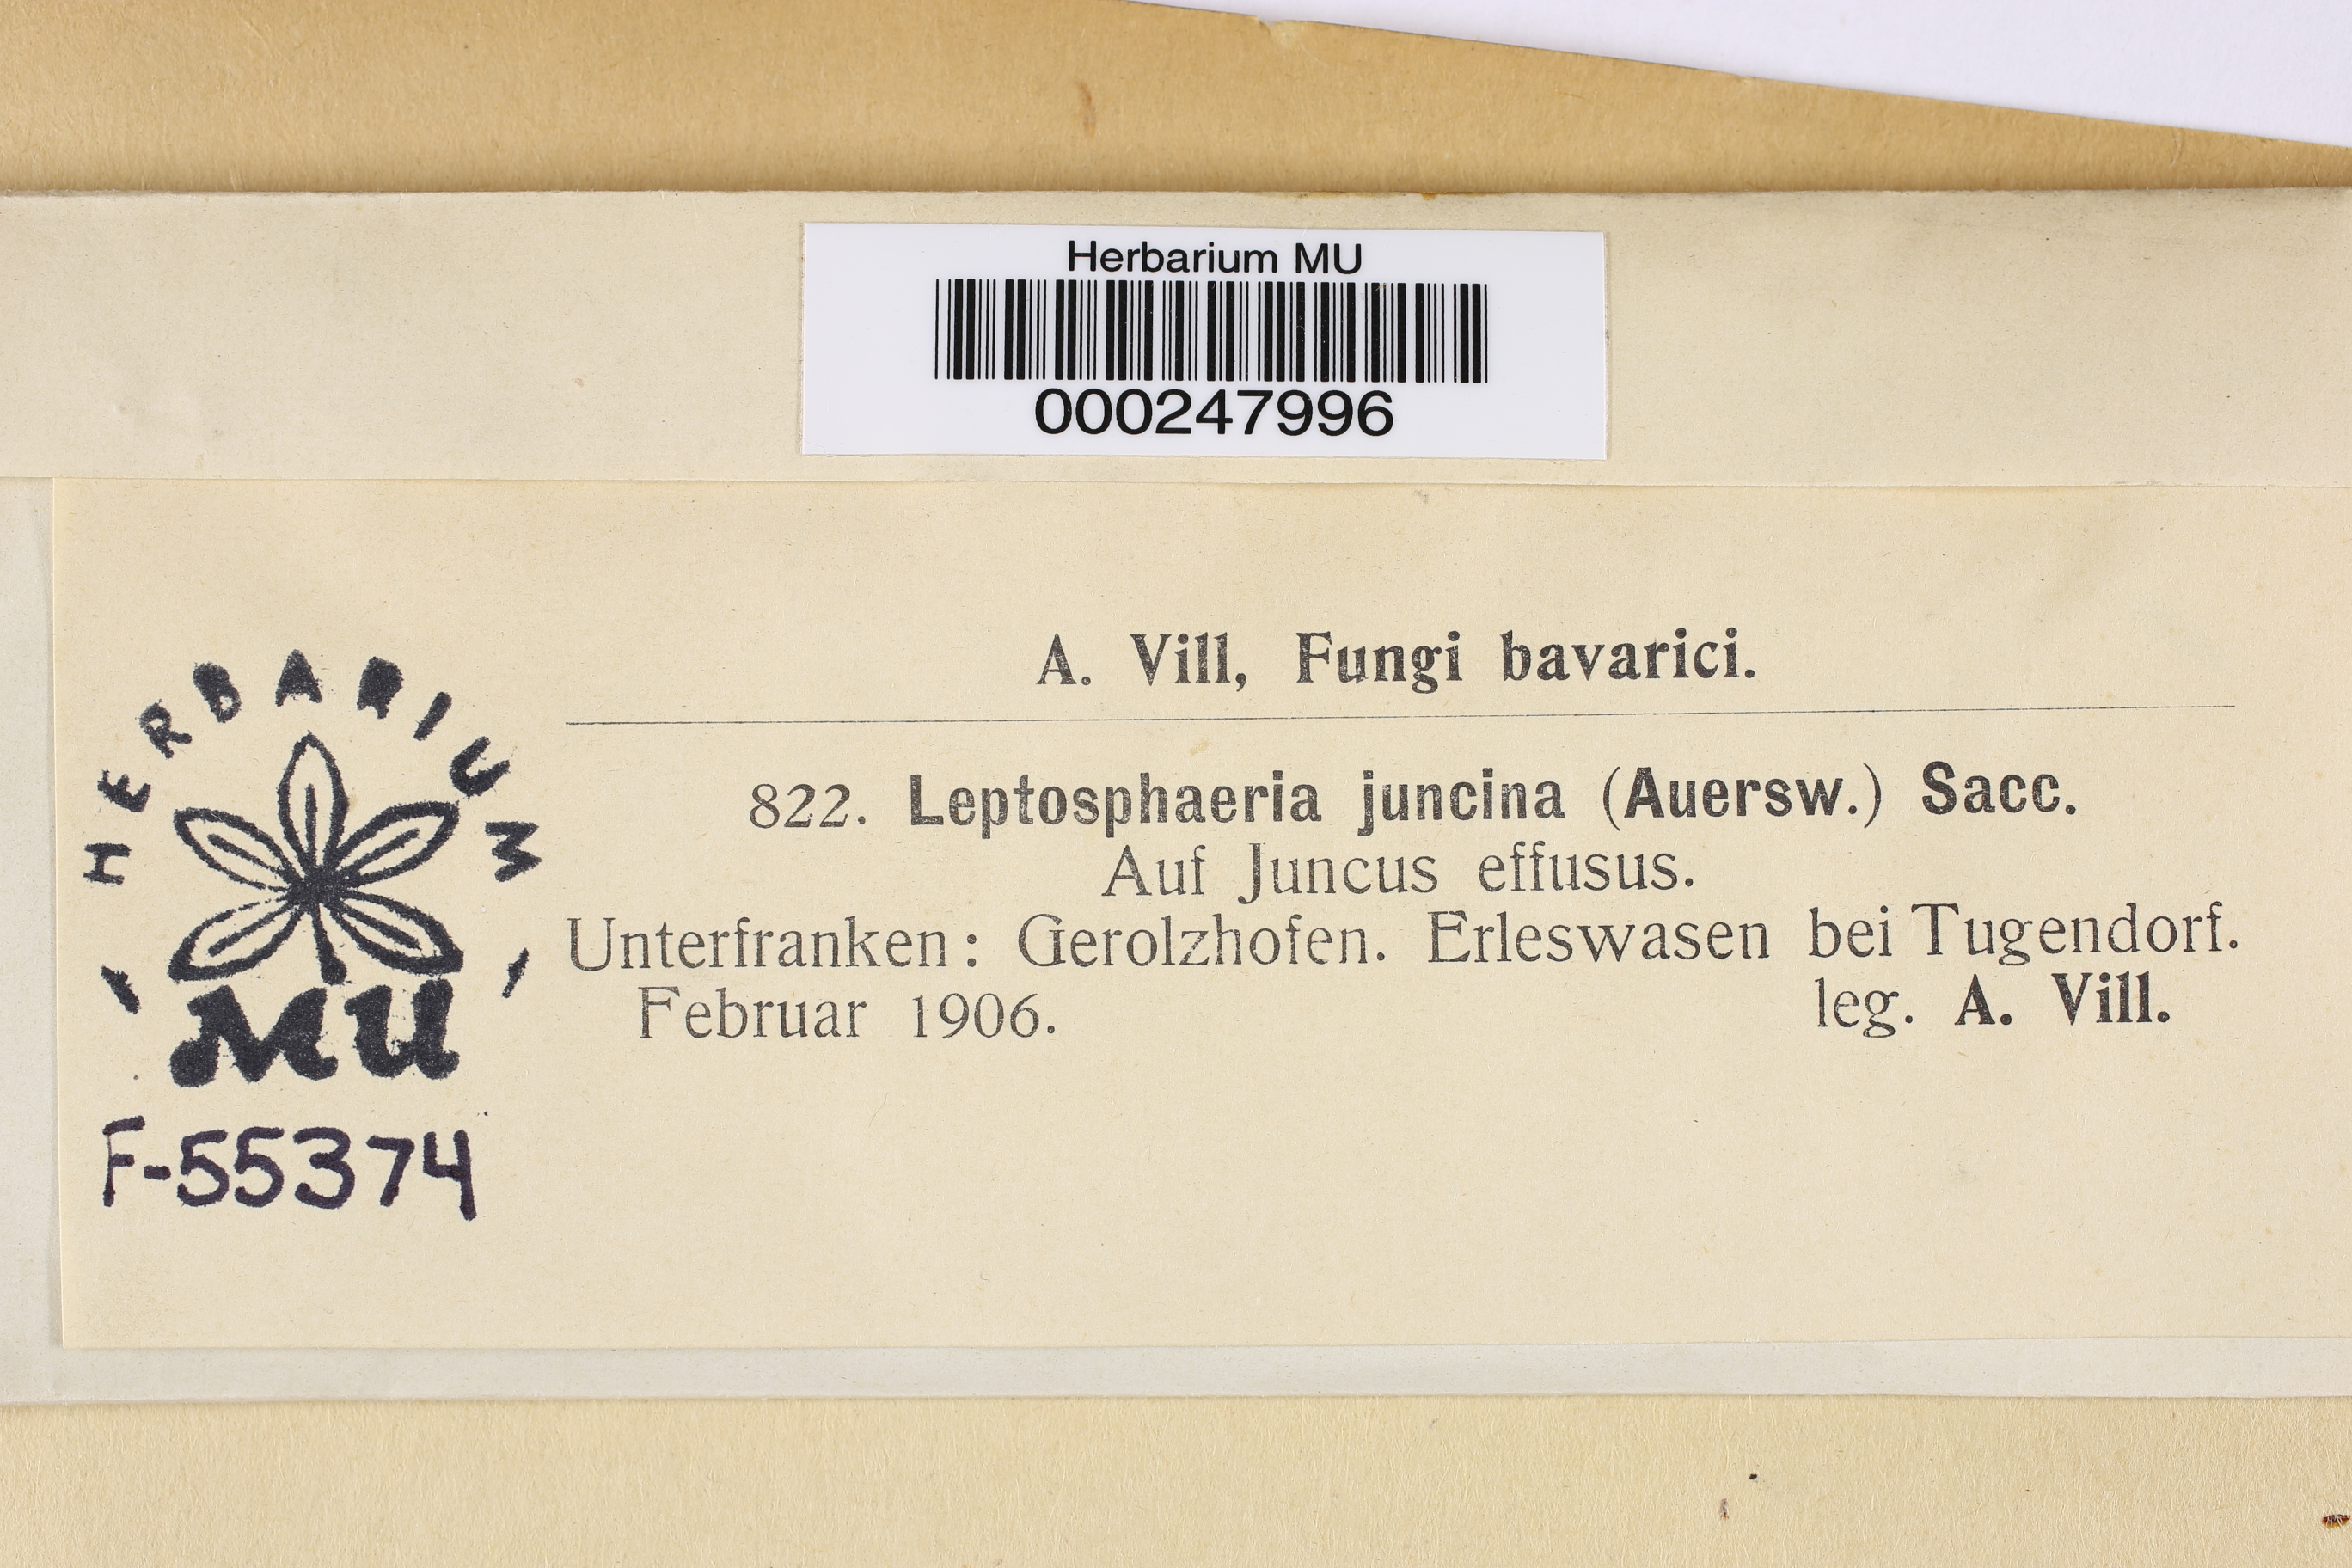 Herbarium MU
000247996
A. Vill, Fungi bavarici.
822. Leptosphaeria juncina (Auersw.) Sacc.
Auf Juncus effusus.
Unterfranken: Gerolzhofen. Erleswasen bei Tugendorf.
Februar 1906. leg. A. Vill.
HERBARIUM
MU
F-55374